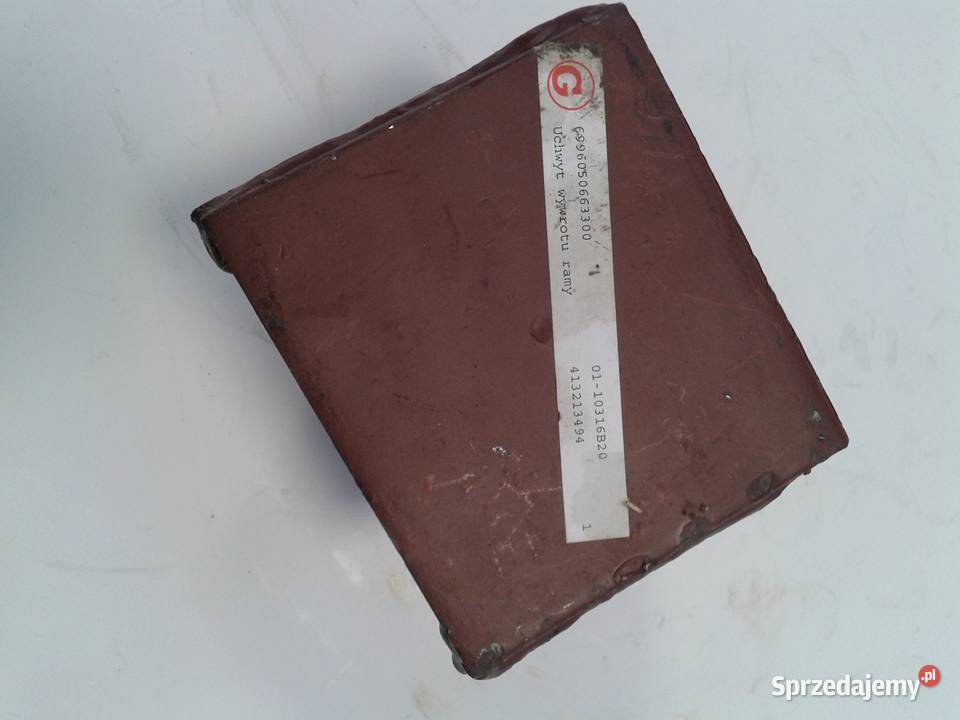 G
6996050663300 01-10316B20
Uchwyt wywrotu ramy 413213494 1
Sprzedajemy.pl